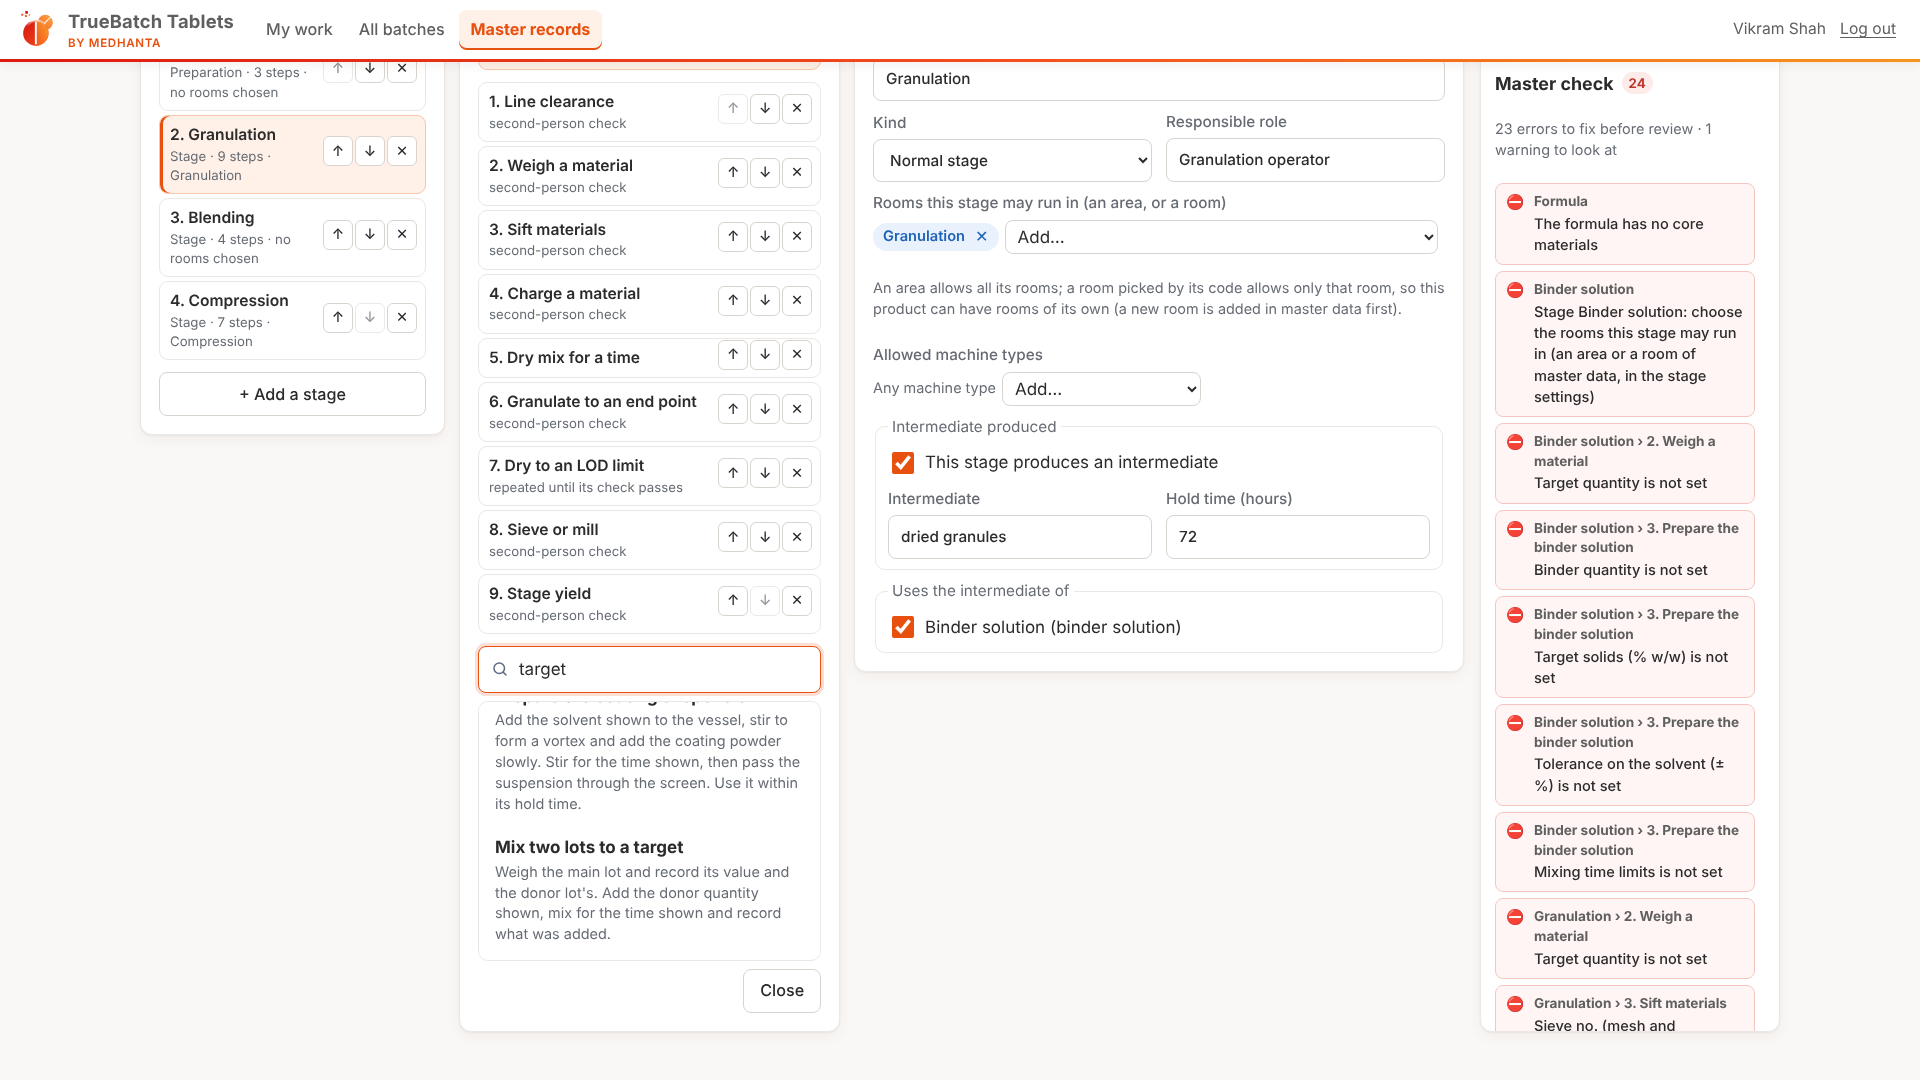 TrueBatch Tablets
BY MEDHANTA
My work
All batches
Master records
Vikram Shah
Log out
Preparation · 3 steps ·
no rooms chosen
2. Granulation
Stage · 9 steps ·
Granulation
3. Blending
Stage · 4 steps · no
rooms chosen
4. Compression
Stage · 7 steps ·
Compression
+ Add a stage
1. Line clearance
second-person check
2. Weigh a material
second-person check
3. Sift materials
second-person check
4. Charge a material
second-person check
5. Dry mix for a time
6. Granulate to an end point
second-person check
7. Dry to an LOD limit
repeated until its check passes
8. Sieve or mill
second-person check
9. Stage yield
second-person check
target
Add the solvent shown to the vessel, stir to
form a vortex and add the coating powder
slowly. Stir for the time shown, then pass the
suspension through the screen. Use it within
its hold time.
Mix two lots to a target
Weigh the main lot and record its value and
the donor lot's. Add the donor quantity
shown, mix for the time shown and record
what was added.
Close
Granulation
Kind
Responsible role
Normal stage
Granulation operator
Rooms this stage may run in (an area, or a room)
Granulation ✕
Add...
An area allows all its rooms; a room picked by its code allows only that room, so this
product can have rooms of its own (a new room is added in master data first).
Allowed machine types
Any machine type
Add...
Intermediate produced
This stage produces an intermediate
Intermediate
Hold time (hours)
dried granules
72
Uses the intermediate of
Binder solution (binder solution)
Master check 24
23 errors to fix before review · 1
warning to look at
Formula
The formula has no core
materials
Binder solution
Stage Binder solution: choose
the rooms this stage may run
in (an area or a room of
master data, in the stage
settings)
Binder solution › 2. Weigh a
material
Target quantity is not set
Binder solution › 3. Prepare the
binder solution
Binder quantity is not set
Binder solution › 3. Prepare the
binder solution
Target solids (% w/w) is not
set
Binder solution › 3. Prepare the
binder solution
Tolerance on the solvent (±
%) is not set
Binder solution › 3. Prepare the
binder solution
Mixing time limits is not set
Granulation › 2. Weigh a
material
Target quantity is not set
Granulation › 3. Sift materials
Sieve no. (mesh and